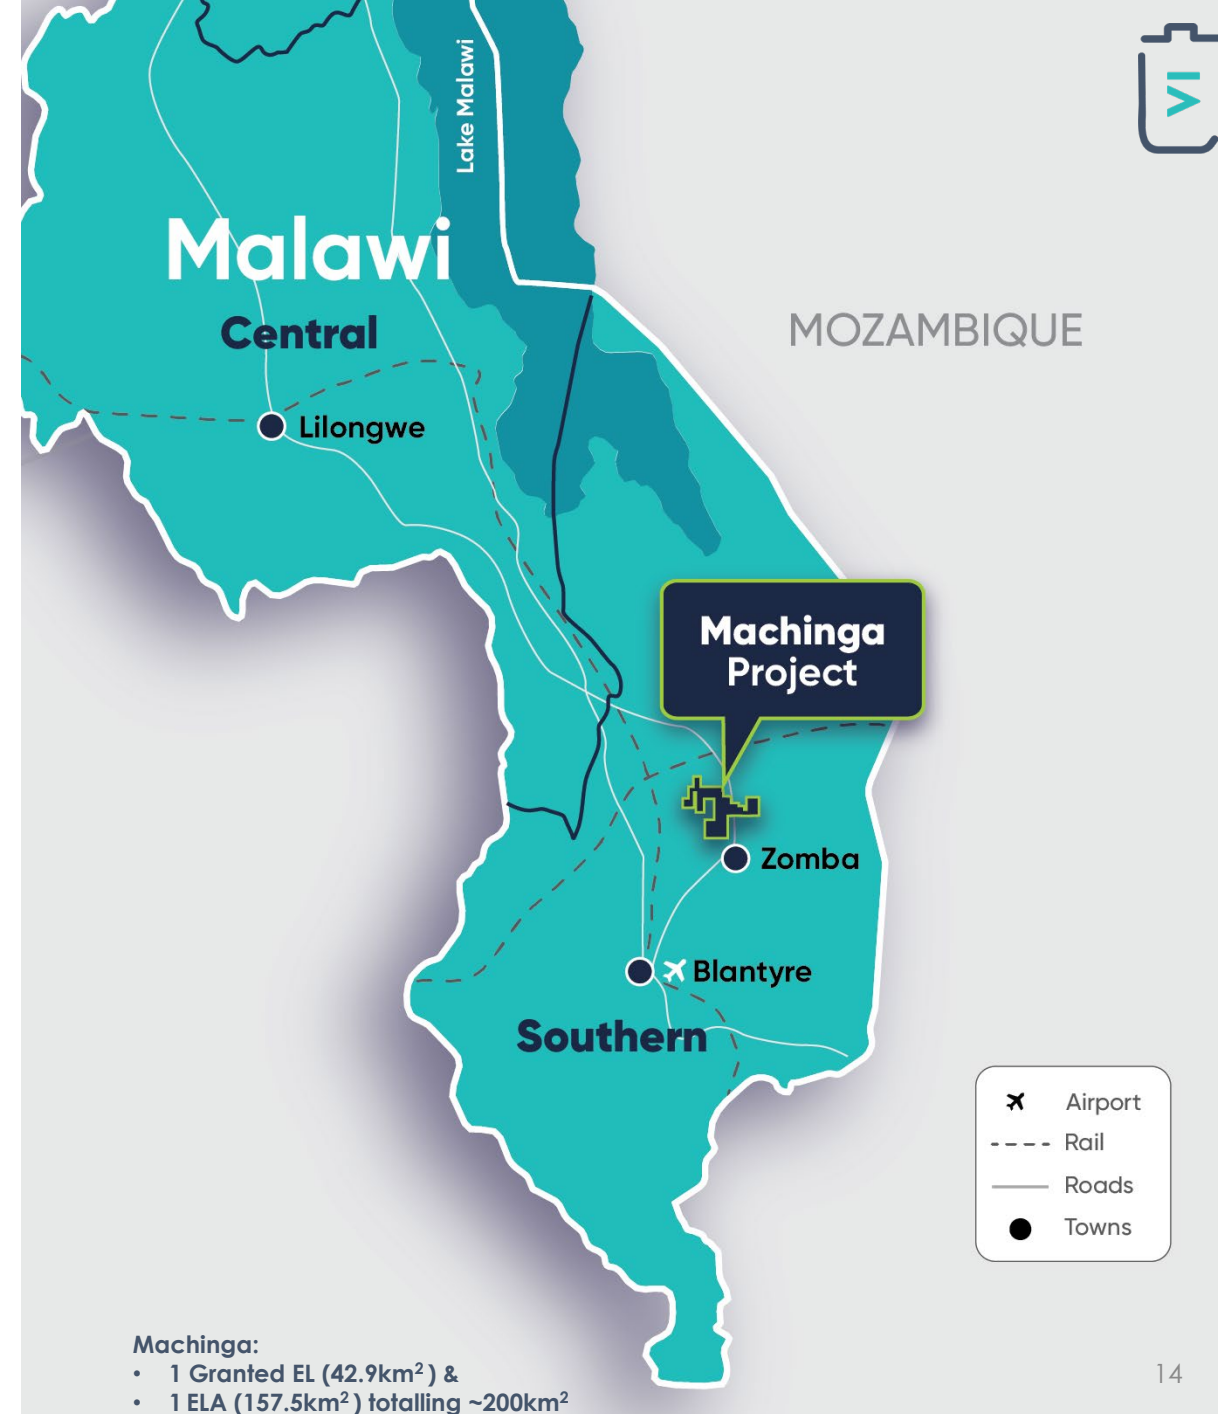 Lake Malawi
Malawi
Central
MOZAMBIQUE
Lilongwe
Machinga
Project
Zomba
Blantyre
Southern
Airport
Rail
Roads
Towns
Machinga:
• 1 Granted EL (42.9km²) &
• 1 ELA (157.5km²) totalling ~200km²
14